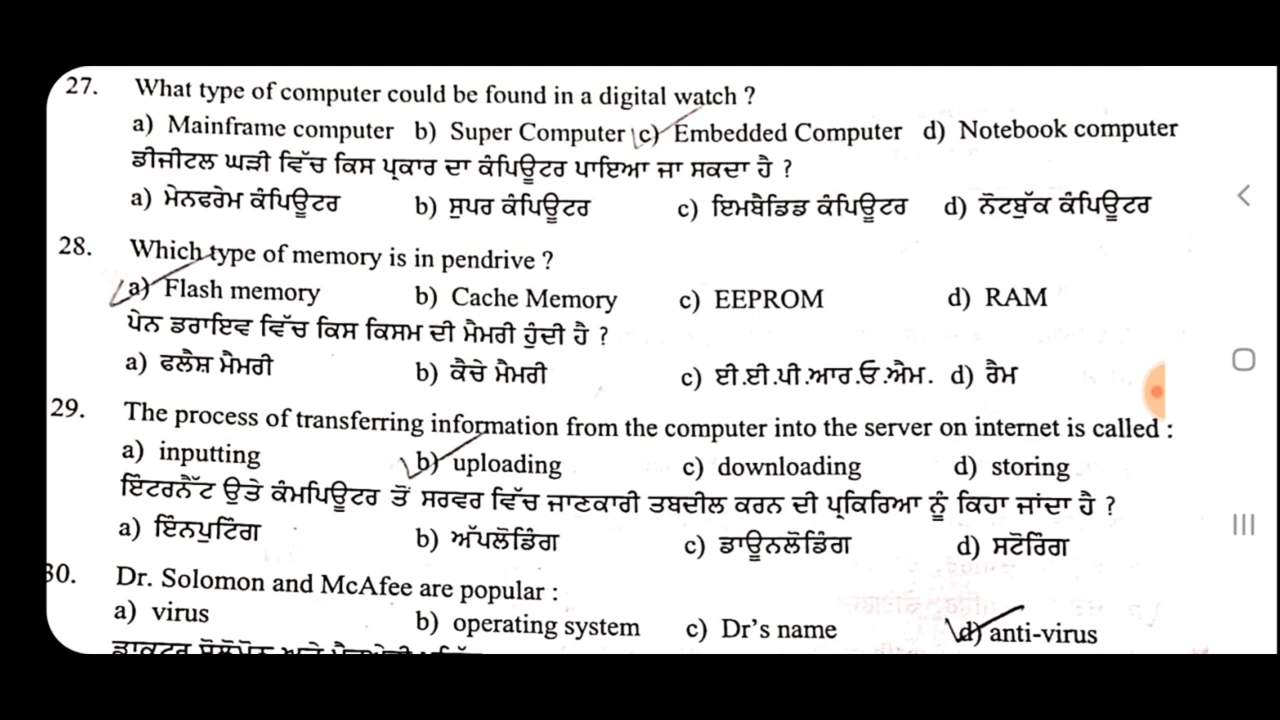 27. What type of computer could be found in a digital watch ?
a) Mainframe computer b) Super Computer c) Embedded Computer d) Notebook computer
ਡੀਜੀਟਲ ਘੜੀ ਵਿੱਚ ਕਿਸ ਪ੍ਰਕਾਰ ਦਾ ਕੰਪਿਊਟਰ ਪਾਇਆ ਜਾ ਸਕਦਾ ਹੈ ?
a) ਮੇਨਫਰੇਮ ਕੰਪਿਊਟਰ b) ਸੁਪਰ ਕੰਪਿਊਟਰ c) ਇਮਬੈਡਿਡ ਕੰਪਿਊਟਰ d) ਨੋਟਬੁੱਕ ਕੰਪਿਊਟਰ
28. Which type of memory is in pendrive ?
a) Flash memory b) Cache Memory c) EEPROM d) RAM
ਪੇਨ ਡਰਾਇਵ ਵਿੱਚ ਕਿਸ ਕਿਸਮ ਦੀ ਮੈਮਰੀ ਹੁੰਦੀ ਹੈ ?
a) ਫਲੈਸ਼ ਮੈਮਰੀ b) ਕੈਚੇ ਮੈਮਰੀ c) ਈ.ਈ.ਪੀ.ਆਰ.ਓ.ਐਮ. d) ਰੈਮ
29. The process of transferring information from the computer into the server on internet is called :
a) inputting b) uploading c) downloading d) storing
ਇੰਟਰਨੈੱਟ ਉਤੇ ਕੰਮਪਿਊਟਰ ਤੋਂ ਸਰਵਰ ਵਿੱਚ ਜਾਣਕਾਰੀ ਤਬਦੀਲ ਕਰਨ ਦੀ ਪ੍ਰਕਿਰਿਆ ਨੂੰ ਕਿਹਾ ਜਾਂਦਾ ਹੈ ?
a) ਇੰਨਪੁਟਿੰਗ b) ਅੱਪਲੋਡਿੰਗ c) ਡਾਊਨਲੋਡਿੰਗ d) ਸਟੋਰਿੰਗ
30. Dr. Solomon and McAfee are popular :
a) virus b) operating system c) Dr's name d) anti-virus